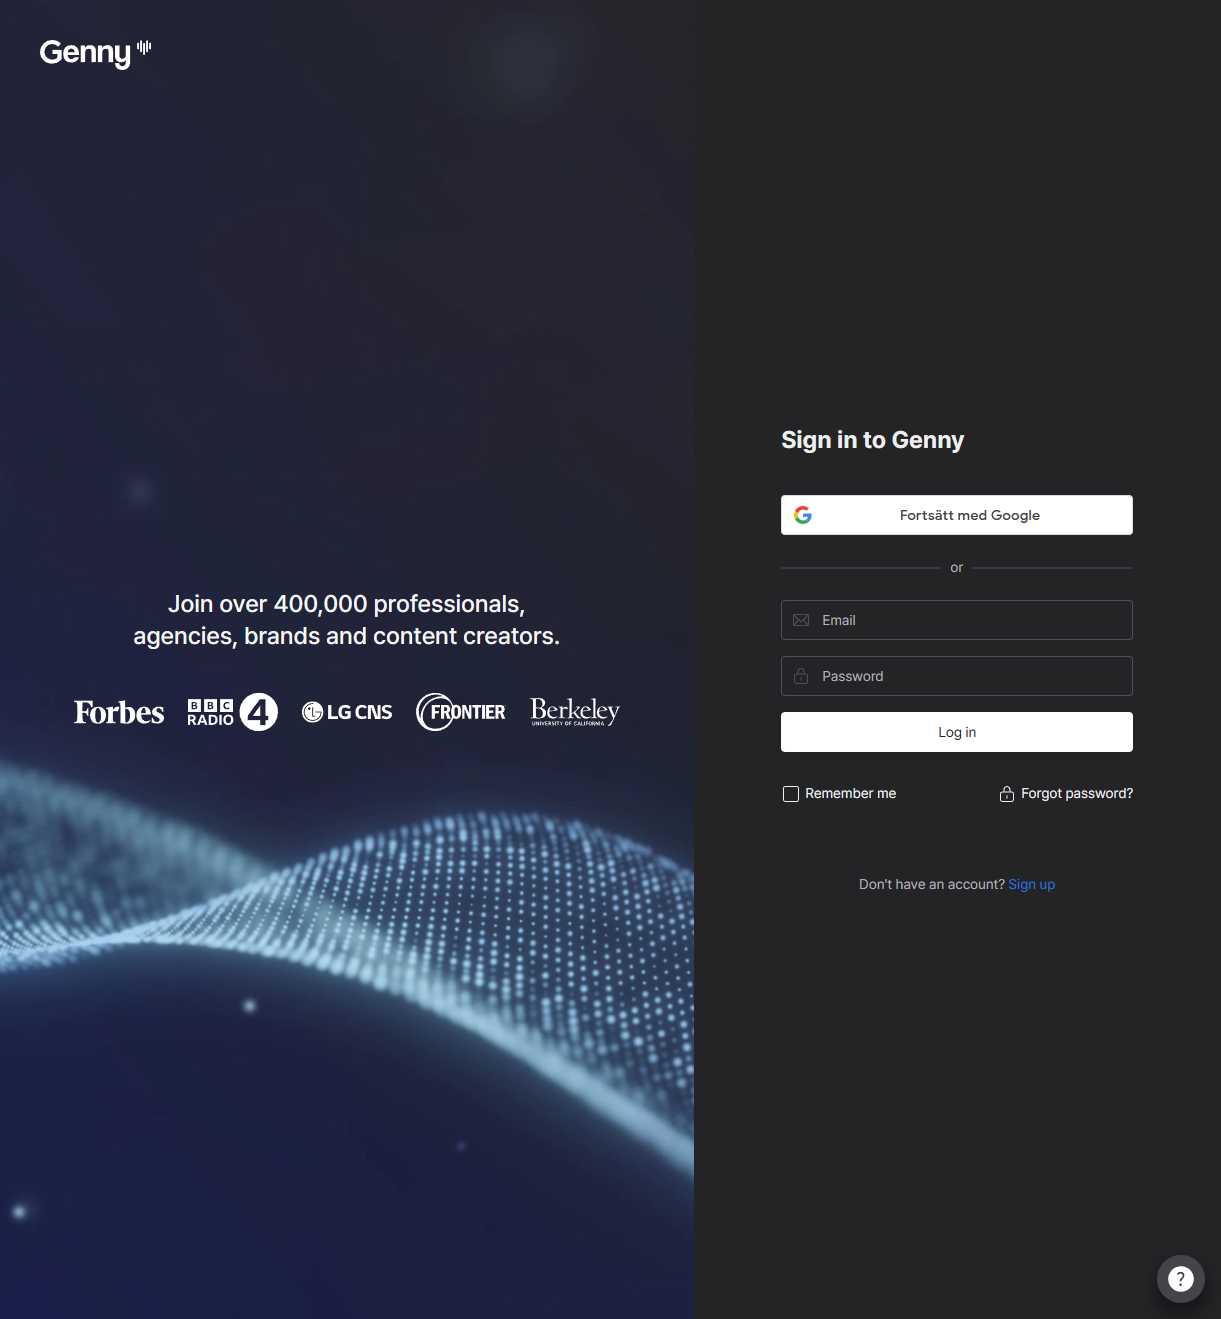 Genny
Join over 400,000 professionals,
agencies, brands and content creators.
Forbes
BBC
RADIO 4
LG CNS
FRONTIER
Berkeley
UNIVERSITY OF CALIFORNIA
Sign in to Genny
Fortsätt med Google
or
Email
Password
Log in
Remember me
Forgot password?
Don't have an account? Sign up
?